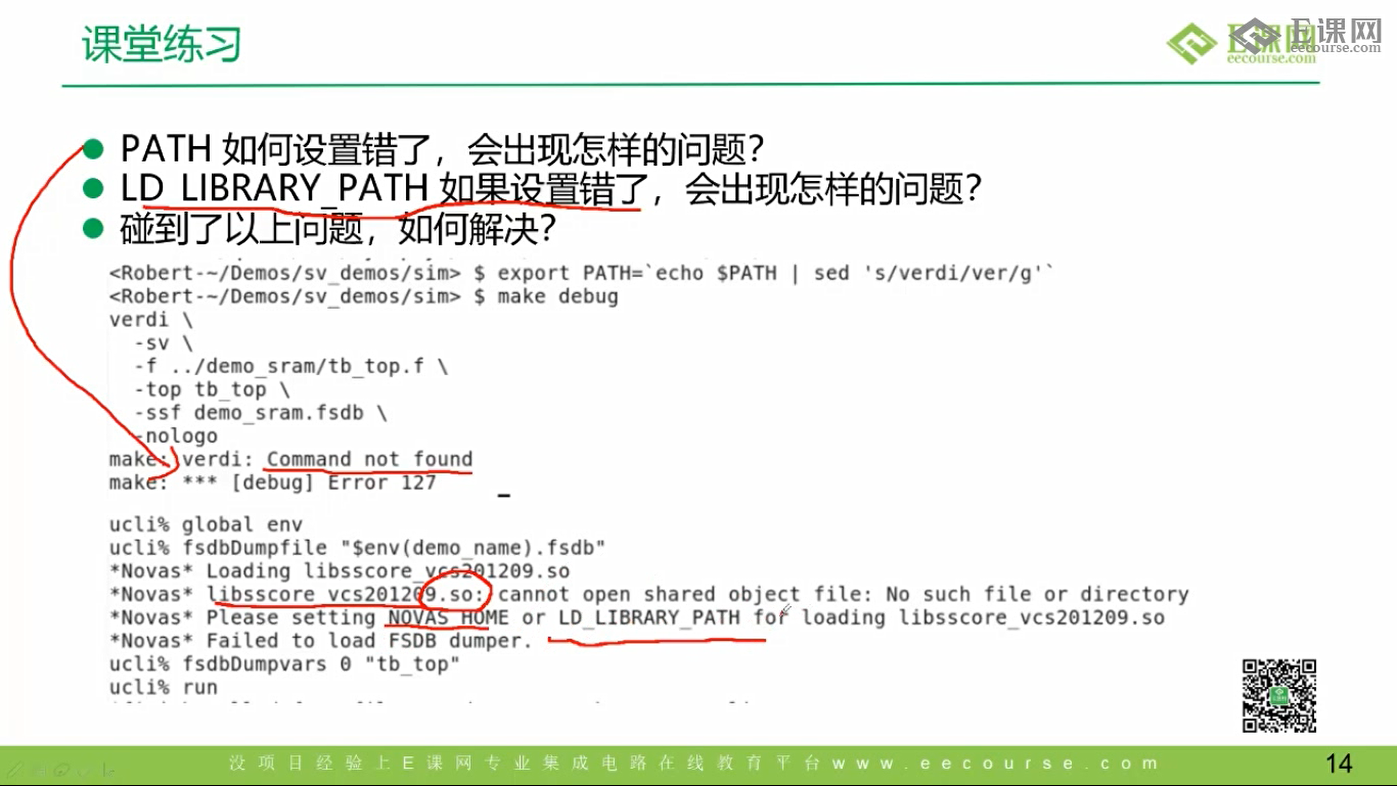 课堂练习
E课网
eecourse.com
E课网
eecourse.com
PATH 如何设置错了，会出现怎样的问题？
LD_LIBRARY_PATH 如果设置错了，会出现怎样的问题？
碰到了以上问题，如何解决？
<Robert-~/Demos/sv_demos/sim> $ export PATH=`echo $PATH | sed 's/verdi/ver/g'`
<Robert-~/Demos/sv_demos/sim> $ make debug
verdi \
-sv \
-f ../demo_sram/tb_top.f \
-top tb_top \
-ssf demo_sram.fsdb \
-nologo
make: verdi: Command not found
make: *** [debug] Error 127
ucli% global env
ucli% fsdbDumpfile "$env(demo_name).fsdb"
*Novas* Loading libsscore_vcs201209.so
*Novas* libsscore_vcs201209.so: cannot open shared object file: No such file or directory
*Novas* Please setting NOVAS_HOME or LD_LIBRARY_PATH for loading libsscore_vcs201209.so
*Novas* Failed to load FSDB dumper.
ucli% fsdbDumpvars 0 "tb_top"
ucli% run
没项目经验上E课网专业集成电路在线教育平台www.eecourse.com
14